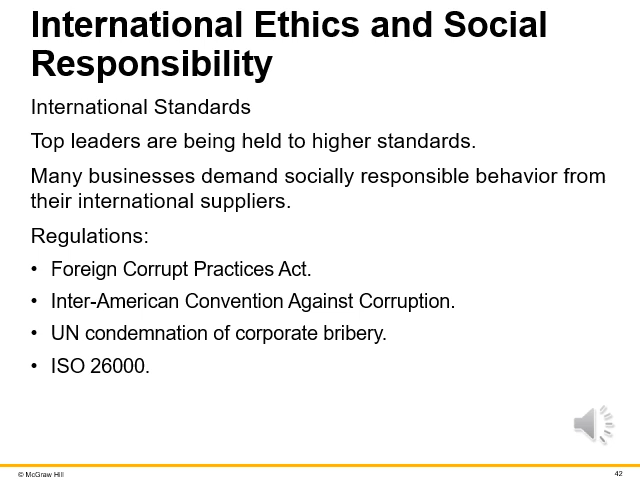 International Ethics and Social
Responsibility
International Standards
Top leaders are being held to higher standards.
Many businesses demand socially responsible behavior from
their international suppliers.
Regulations:
• Foreign Corrupt Practices Act.
• Inter-American Convention Against Corruption.
• UN condemnation of corporate bribery.
• ISO 26000.
© McGraw Hill
42